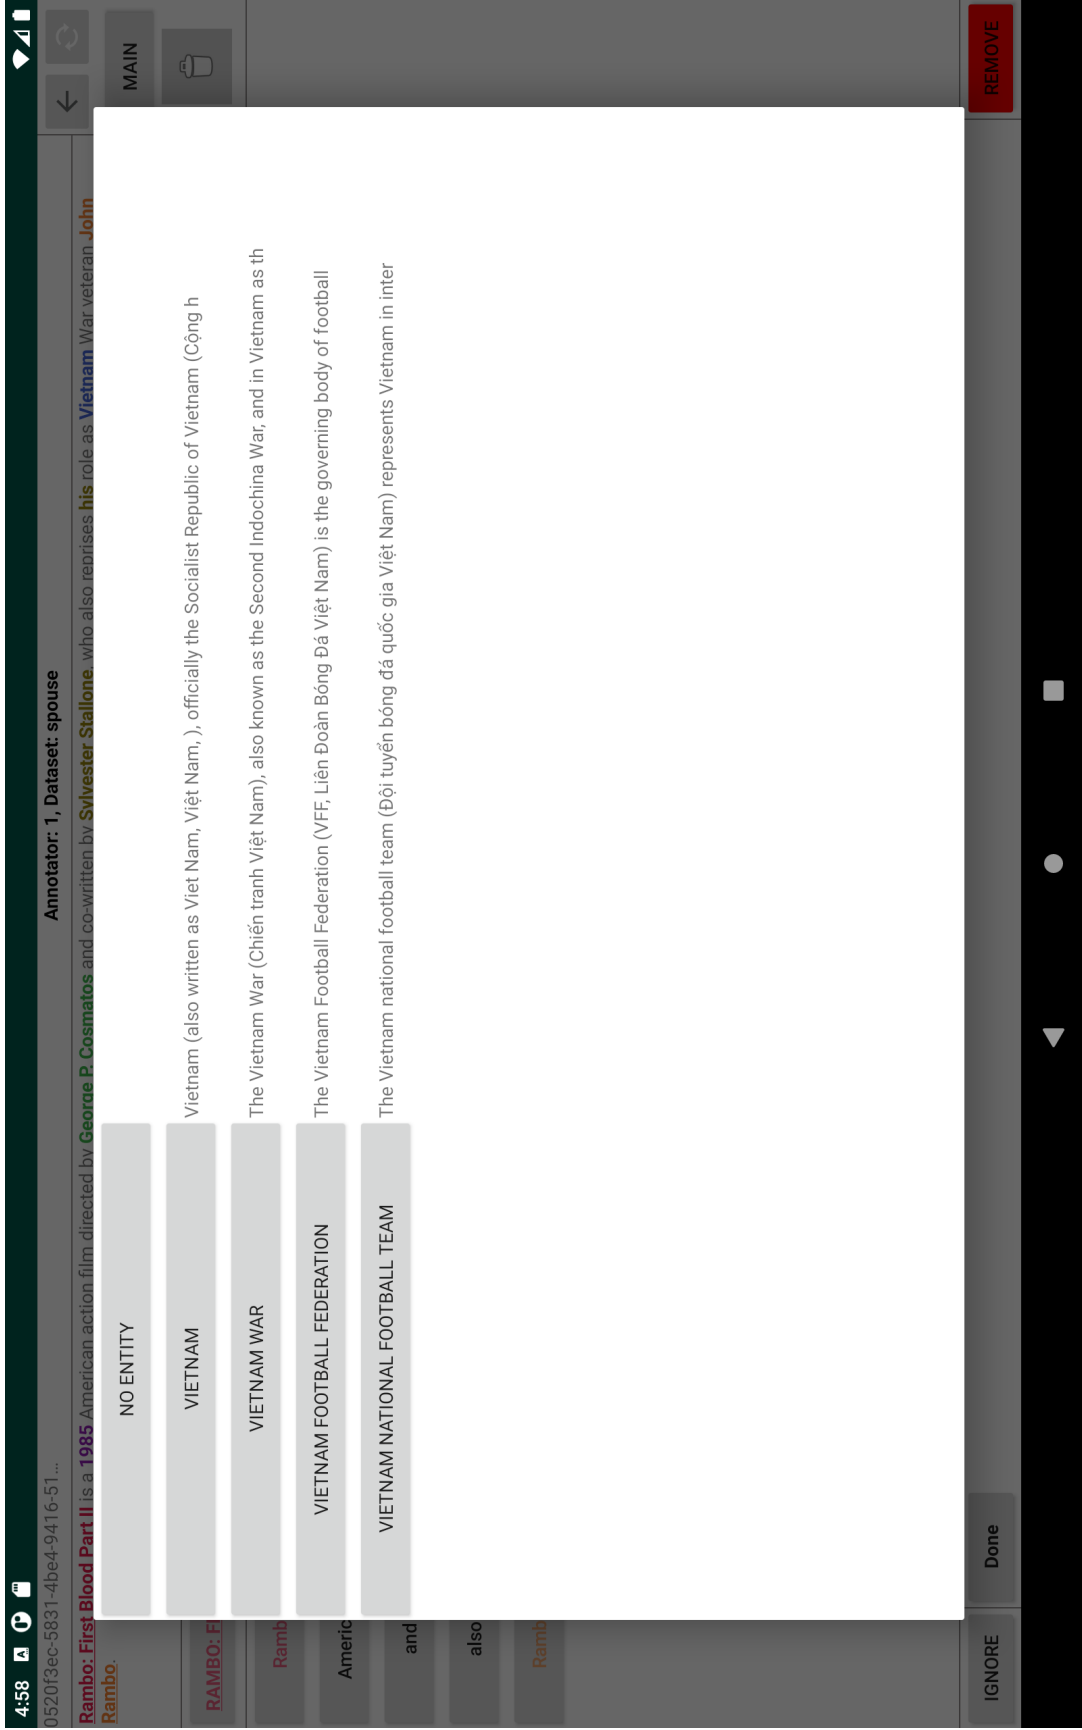 4:58
Annotator: 1, Dataset: spouse
0520f3ec-5831-4be4-9416-51...
Rambo: First Blood Part II is a 1985 American action film directed by George P. Cosmatos and co-written by Sylvester Stallone, who also reprises his role as Vietnam War veteran John
Rambo.
MAIN
NO ENTITY
VIETNAM
Vietnam (also written as Viet Nam, Việt Nam, ), officially the Socialist Republic of Vietnam (Cộng h
VIETNAM WAR
The Vietnam War (Chiến tranh Việt Nam), also known as the Second Indochina War, and in Vietnam as th
VIETNAM FOOTBALL FEDERATION
The Vietnam Football Federation (VFF, Liên Đoàn Bóng Đá Việt Nam) is the governing body of football
VIETNAM NATIONAL FOOTBALL TEAM
The Vietnam national football team (Đội tuyển bóng đá quốc gia Việt Nam) represents Vietnam in inter
RAMBO: FI
Ramb
Americ
and
also
Ramb
IGNORE
Done
REMOVE